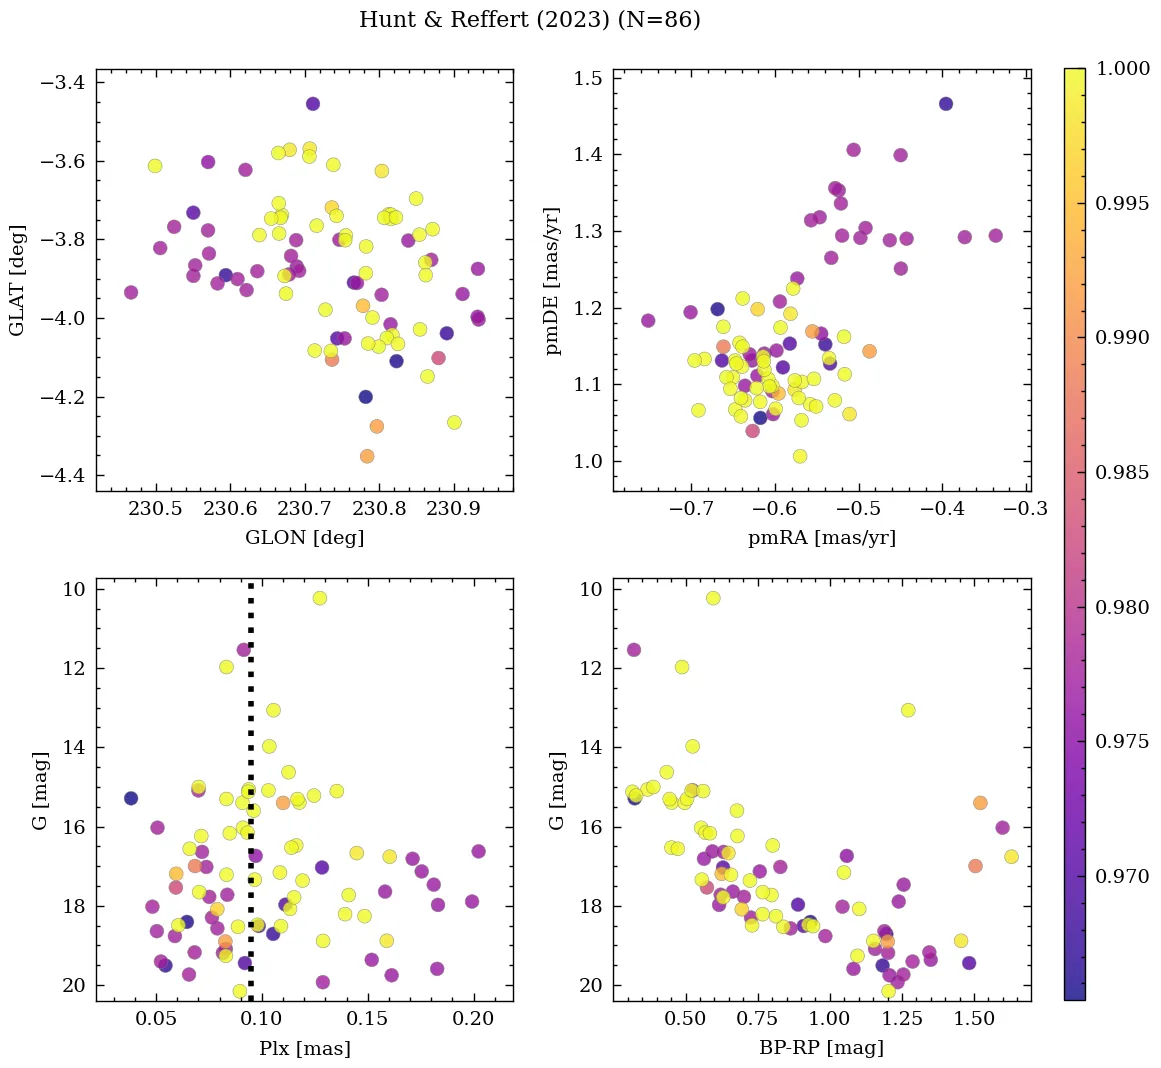 Hunt & Reffert (2023) (N=86)
−3.4
−3.6
−3.8
−4.0
−4.2
−4.4
GLAT [deg]
230.5 230.6 230.7 230.8 230.9
GLON [deg]
1.5
1.4
1.3
1.2
1.1
1.0
pmDE [mas/yr]
−0.7 −0.6 −0.5 −0.4 −0.3
pmRA [mas/yr]
10
12
14
16
18
20
G [mag]
0.05 0.10 0.15 0.20
Plx [mas]
10
12
14
16
18
20
G [mag]
0.50 0.75 1.00 1.25 1.50
BP-RP [mag]
1.000
0.995
0.990
0.985
0.980
0.975
0.970